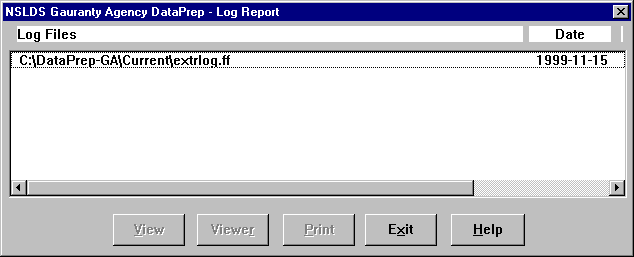 NSLDS Gauranty Agency DataPrep - Log Report
Log Files Date
C:\DataPrep-GA\Current\extrlog.ff 1999-11-15
View Viewer Print Exit Help